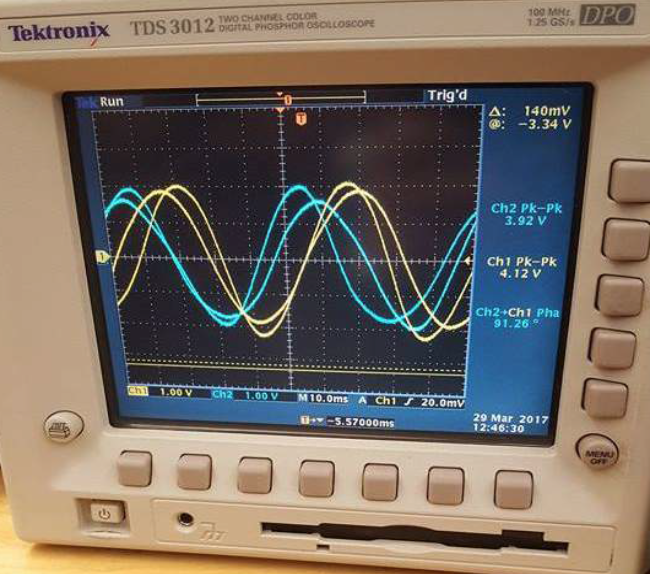 Tektronix TDS 3012 TWO CHANNEL COLOR
DIGITAL PHOSPHOR OSCILLOSCOPE
100 MHz
1.25 GS/s DPO
Tek Run Trig'd
T
Δ: 140mV
@: −3.34 V
Ch2 Pk−Pk
3.92 V
1
Ch1 Pk−Pk
4.12 V
Ch2→Ch1 Pha
91.26 °
Ch1 1.00 V Ch2 1.00 V M 10.0ms A Ch1 ∫ 20.0mV
T→▾ −5.57000ms
29 Mar 2017
12:46:30
MENU
OFF